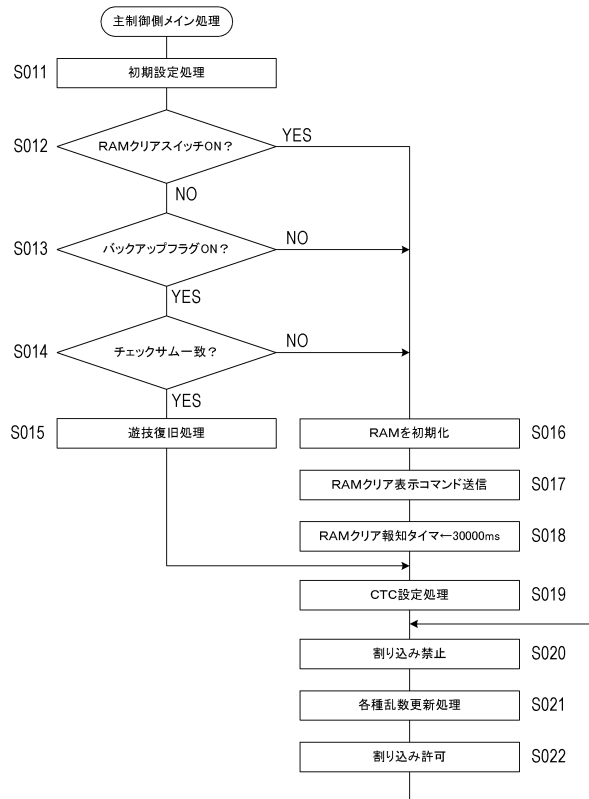 主制御側メイン処理
S011
初期設定処理
S012
RAMクリアスイッチON？
YES
NO
S013
バックアップフラグON？
NO
YES
S014
チェックサム一致？
NO
YES
S015
遊技復旧処理
RAMを初期化
S016
RAMクリア表示コマンド送信
S017
RAMクリア報知タイマ←30000ms
S018
CTC設定処理
S019
割り込み禁止
S020
各種乱数更新処理
S021
割り込み許可
S022